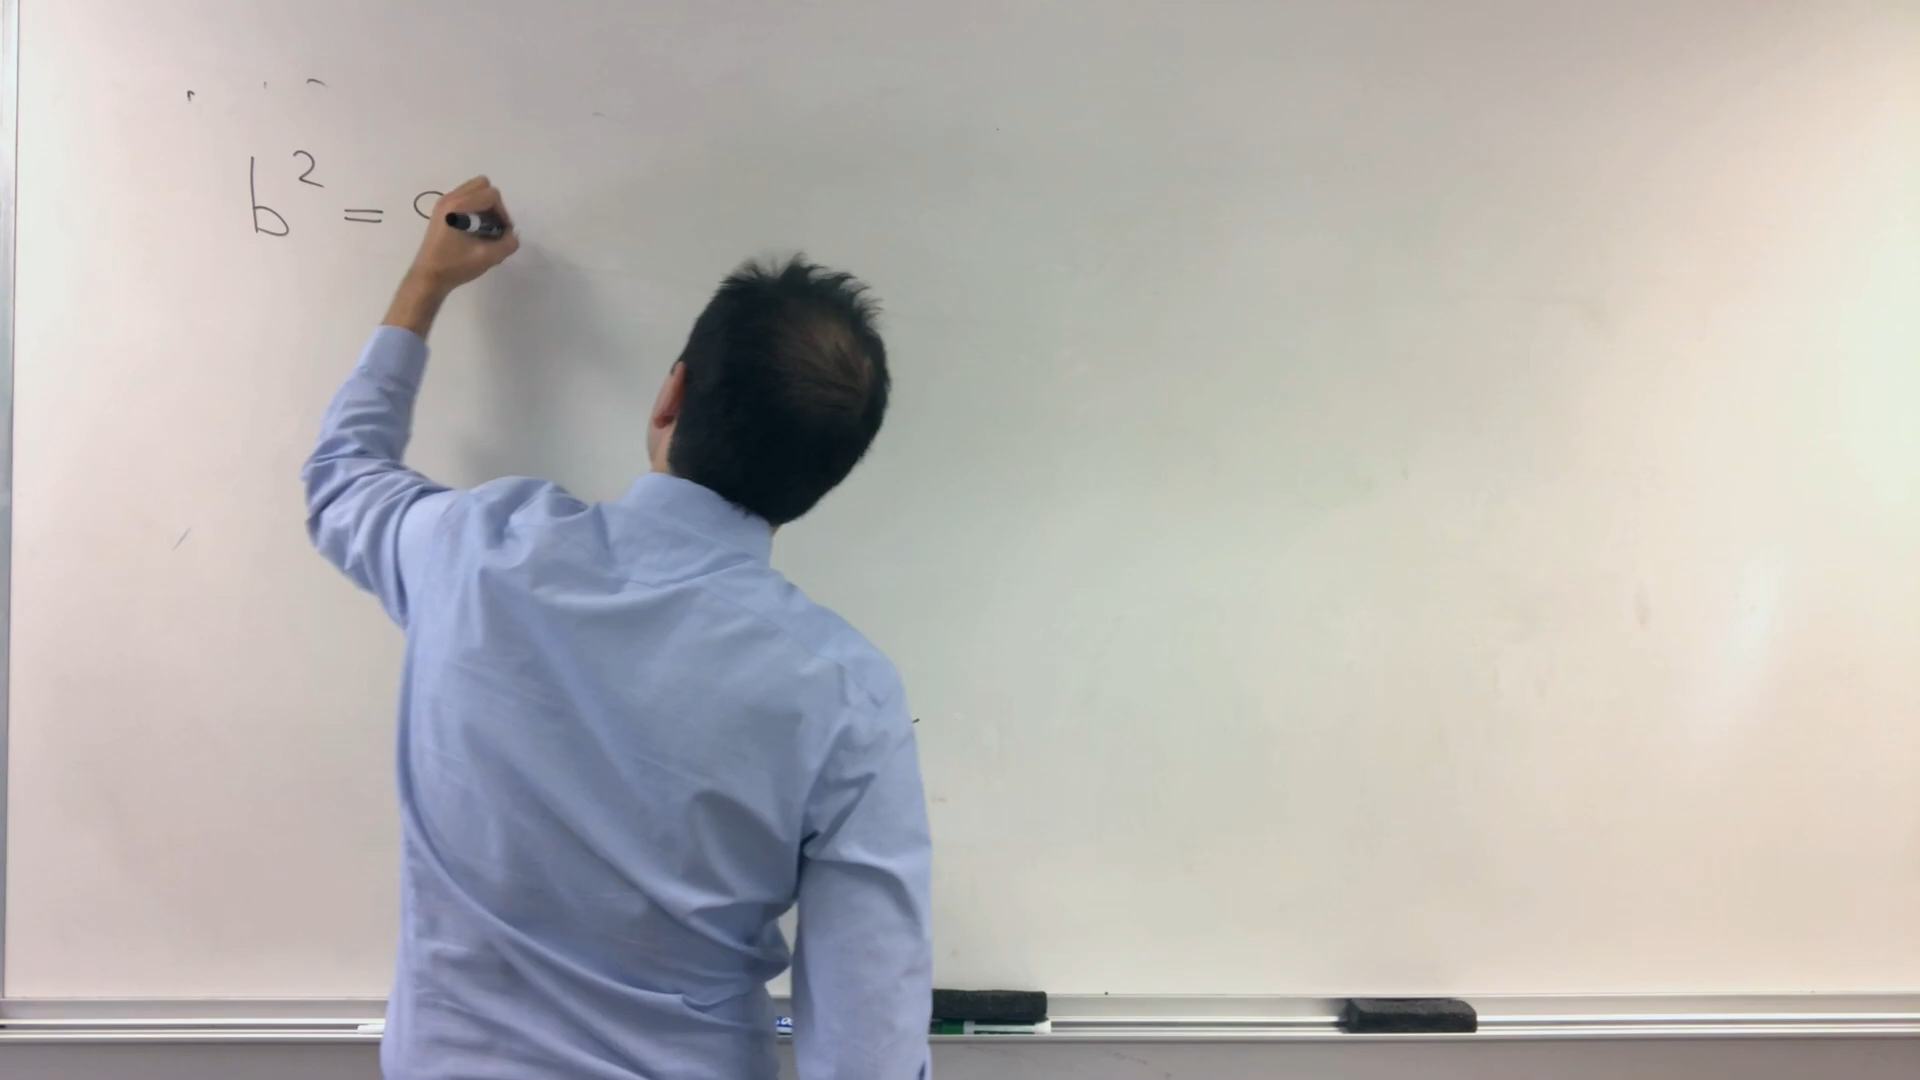 b² =